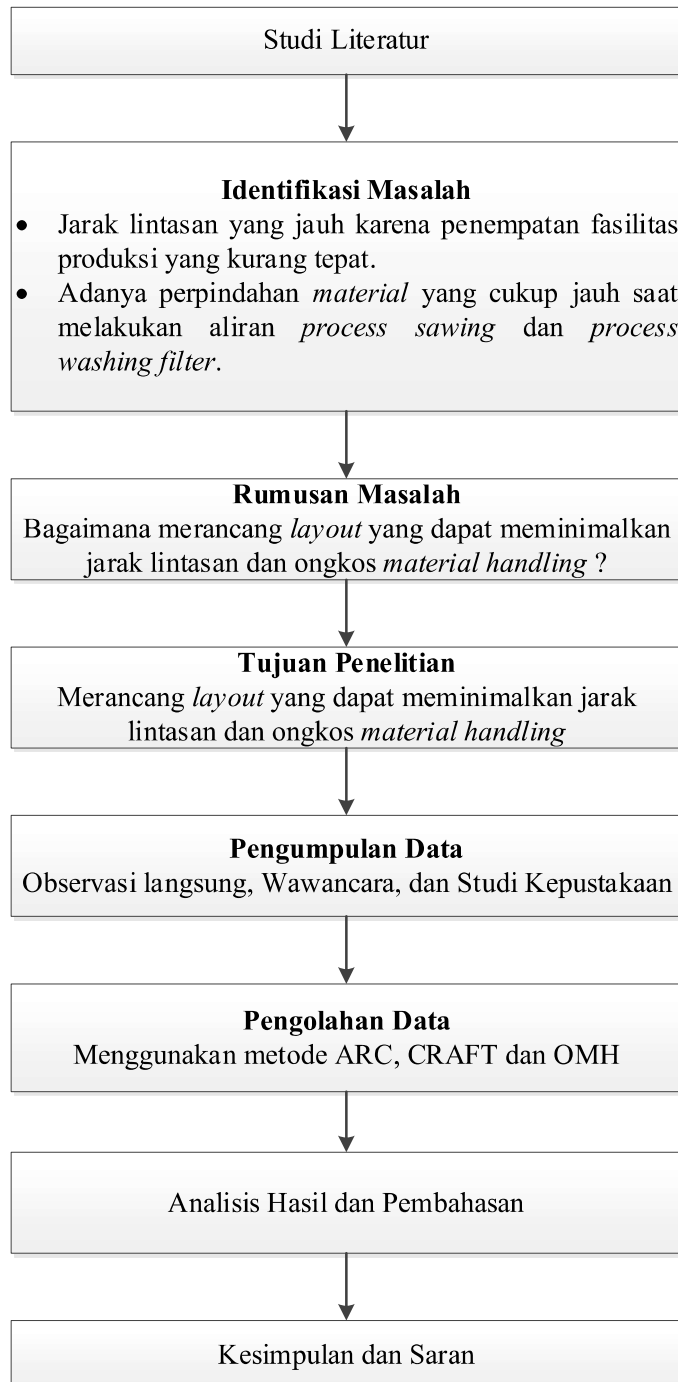 Studi Literatur
Identifikasi Masalah
• Jarak lintasan yang jauh karena penempatan fasilitas
produksi yang kurang tepat.
• Adanya perpindahan material yang cukup jauh saat
melakukan aliran process sawing dan process
washing filter.
Rumusan Masalah
Bagaimana merancang layout yang dapat meminimalkan
jarak lintasan dan ongkos material handling ?
Tujuan Penelitian
Merancang layout yang dapat meminimalkan jarak
lintasan dan ongkos material handling
Pengumpulan Data
Observasi langsung, Wawancara, dan Studi Kepustakaan
Pengolahan Data
Menggunakan metode ARC, CRAFT dan OMH
Analisis Hasil dan Pembahasan
Kesimpulan dan Saran